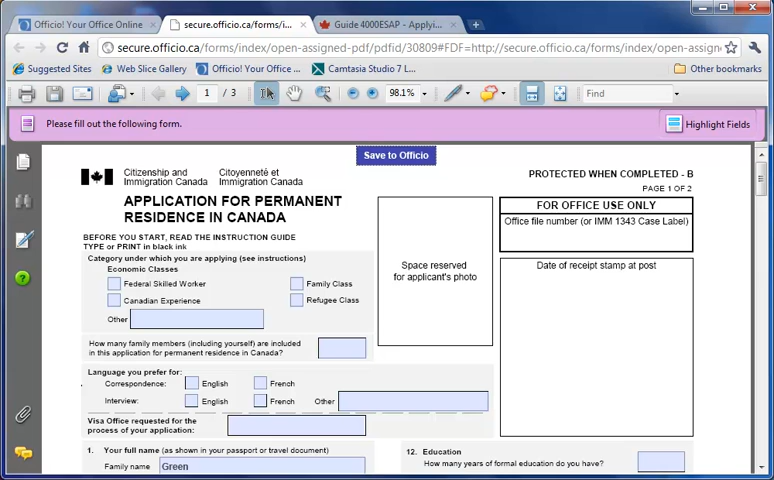 Officio! Your Office Online
secure.officio.ca/forms/i...
Guide 4000ESAP - Applyi...
secure.officio.ca/forms/index/open-assigned-pdf/pdfid/30809#FDF=http://secure.officio.ca/forms/index/open-assign
Suggested Sites
Web Slice Gallery
Officio! Your Office Onli...
Camtasia Studio 7 L...
Other bookmarks
1 / 3
98.1%
Find
Please fill out the following form.
Highlight Fields
Save to Officio
Citizenship and Immigration Canada
Citoyenneté et Immigration Canada
PROTECTED WHEN COMPLETED - B
PAGE 1 OF 2
APPLICATION FOR PERMANENT
RESIDENCE IN CANADA
FOR OFFICE USE ONLY
Office file number (or IMM 1343 Case Label)
BEFORE YOU START, READ THE INSTRUCTION GUIDE
TYPE or PRINT in black ink
Category under which you are applying (see instructions)
Economic Classes
Federal Skilled Worker
Family Class
Canadian Experience
Refugee Class
Other
Space reserved
for applicant's photo
Date of receipt stamp at post
How many family members (including yourself) are included
in this application for permanent residence in Canada?
Language you prefer for:
Correspondence:
English
French
Interview:
English
French
Other
Visa Office requested for the
process of your application:
1. Your full name (as shown in your passport or travel document)
Family name
Green
12. Education
How many years of formal education do you have?